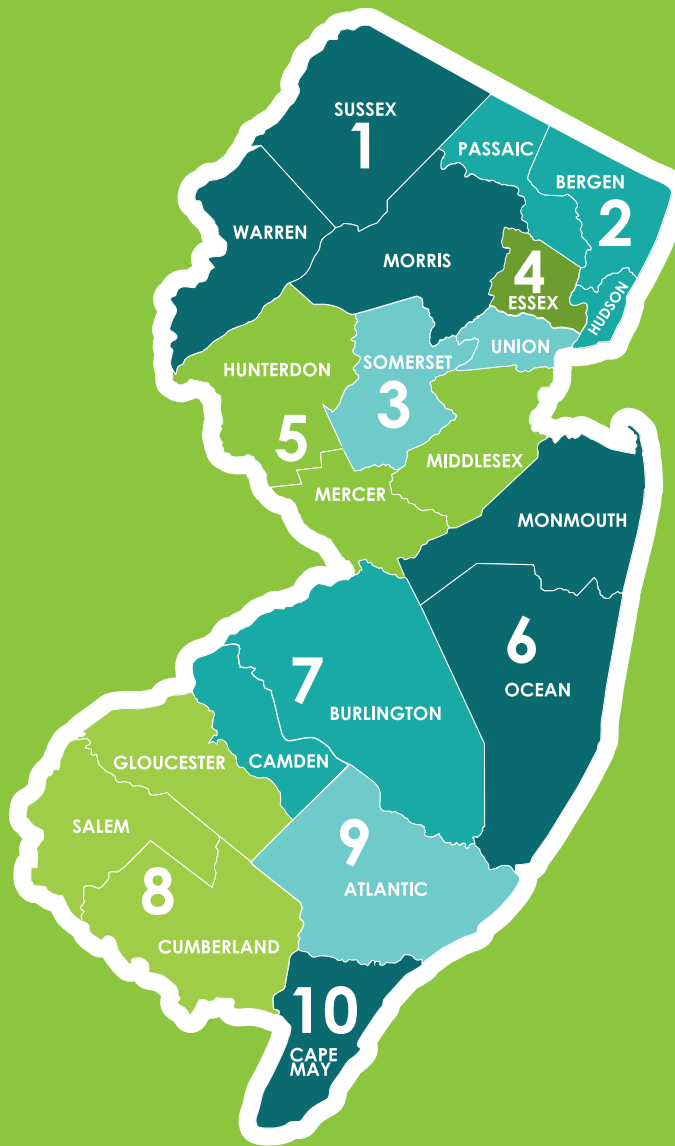 SUSSEX
1
PASSAIC
BERGEN
2
WARREN
MORRIS
4
ESSEX
HUDSON
UNION
SOMERSET
3
HUNTERDON
5
MIDDLESEX
MERCER
MONMOUTH
6
OCEAN
7
BURLINGTON
CAMDEN
GLOUCESTER
SALEM
9
ATLANTIC
8
CUMBERLAND
10
CAPE
MAY